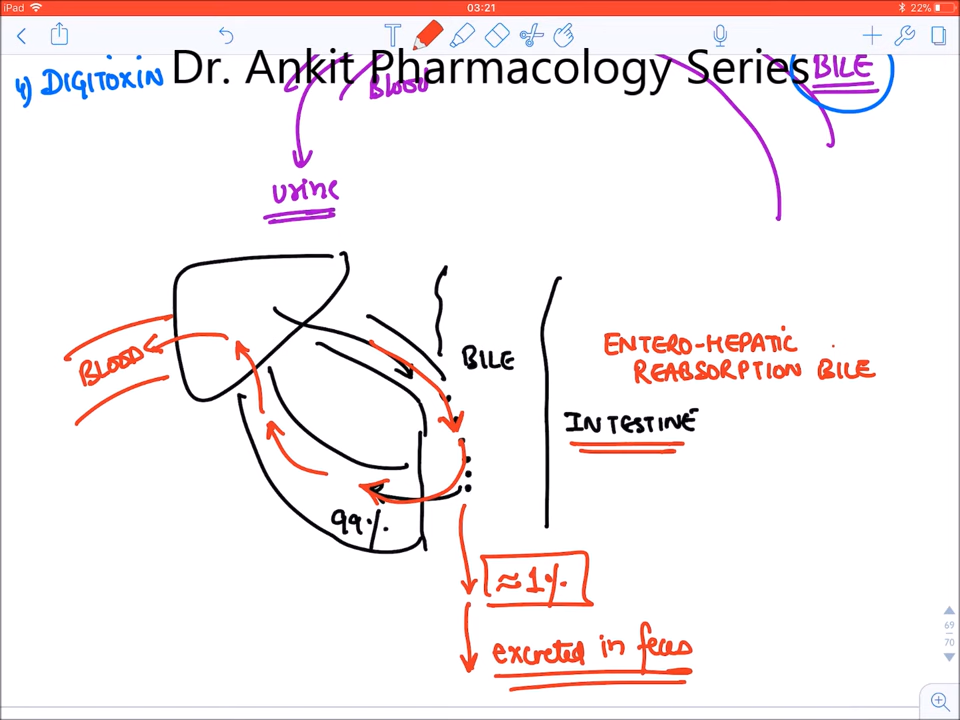 iPad
03:21
22%
T
4) DIGITOXIN
Dr. Ankit Pharmacology Series
BLOOD
BILE
urine
BLOOD
BILE
ENTERO-HEPATIC
REABSORPTION BILE
INTESTINE
99%
≈1%
excreted in feces
69
70